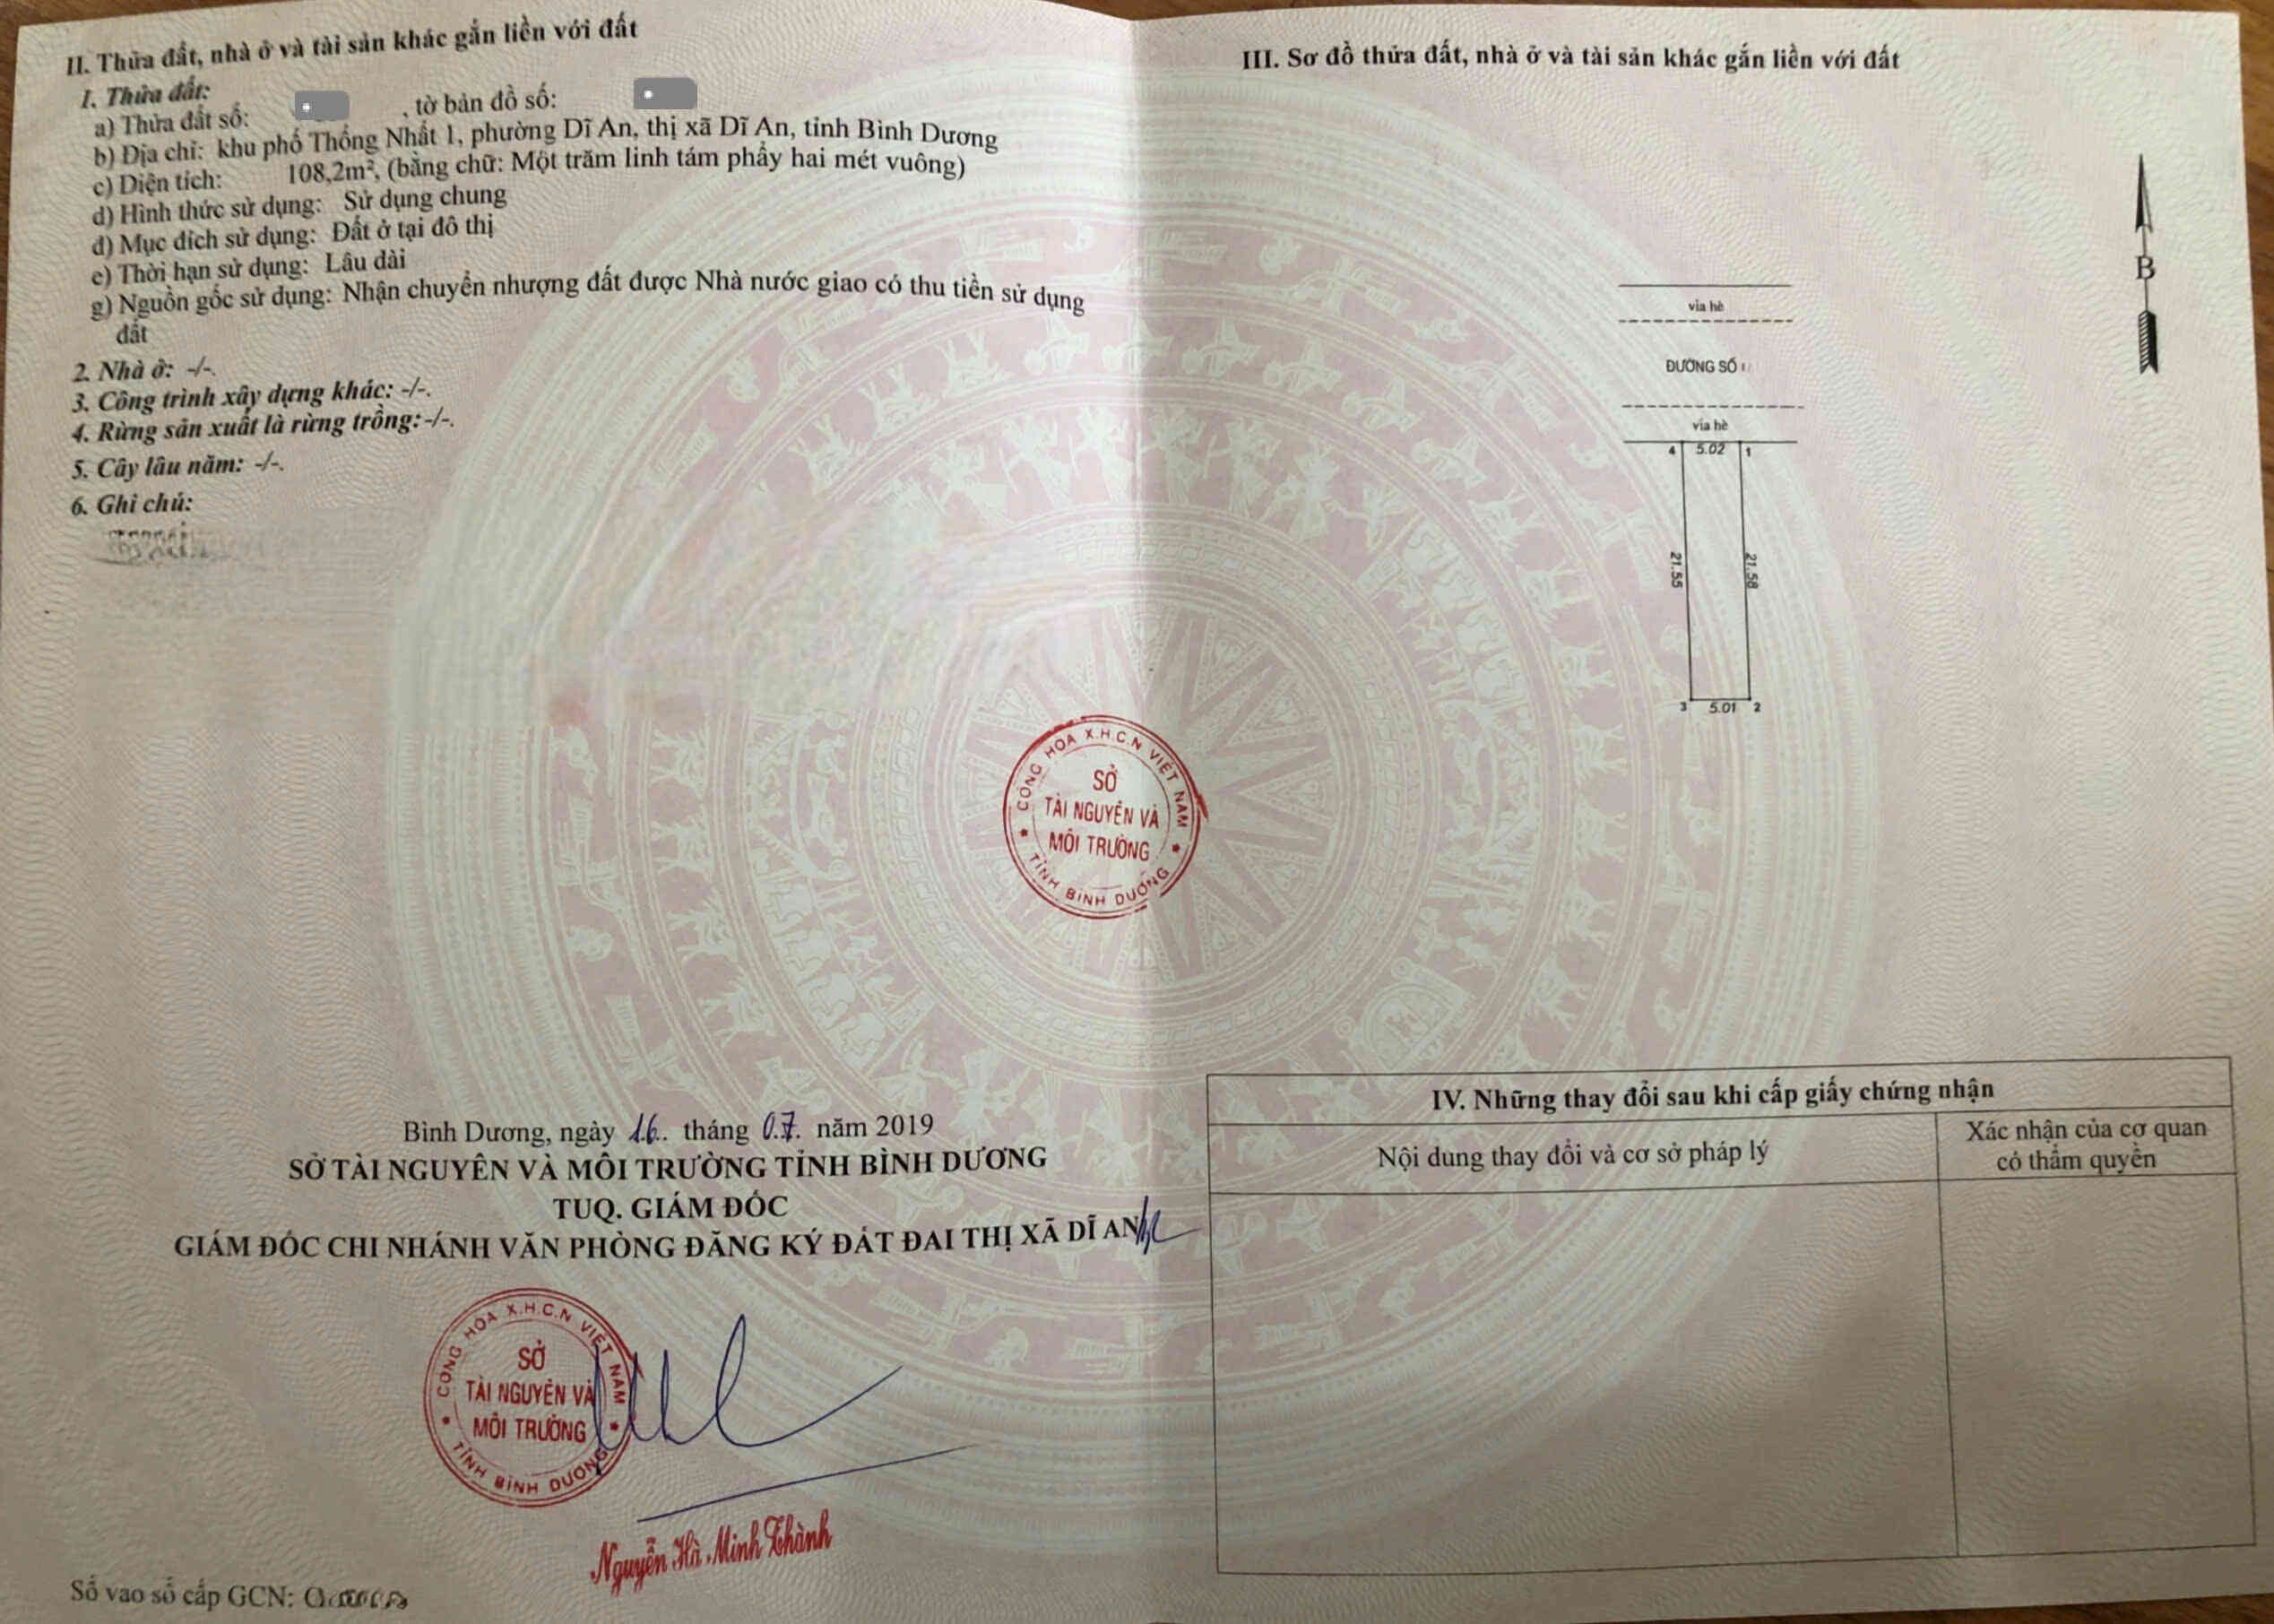 II. Thửa đất, nhà ở và tài sản khác gắn liền với đất
1. Thửa đất:
a) Thửa đất số: , tờ bản đồ số:
b) Địa chỉ: khu phố Thống Nhất 1, phường Dĩ An, thị xã Dĩ An, tỉnh Bình Dương
c) Diện tích: 108,2m², (bằng chữ: Một trăm linh tám phẩy hai mét vuông)
d) Hình thức sử dụng: Sử dụng chung
đ) Mục đích sử dụng: Đất ở tại đô thị
e) Thời hạn sử dụng: Lâu dài
g) Nguồn gốc sử dụng: Nhận chuyển nhượng đất được Nhà nước giao có thu tiền sử dụng
đất
2. Nhà ở: -/-.
3. Công trình xây dựng khác: -/-.
4. Rừng sản xuất là rừng trồng: -/-.
5. Cây lâu năm: -/-.
6. Ghi chú:
Bình Dương, ngày 16 tháng 07 năm 2019
SỞ TÀI NGUYÊN VÀ MÔI TRƯỜNG TỈNH BÌNH DƯƠNG
TUQ. GIÁM ĐỐC
GIÁM ĐỐC CHI NHÁNH VĂN PHÒNG ĐĂNG KÝ ĐẤT ĐAI THỊ XÃ DĨ AN
CỘNG HÒA X.H.C.N VIỆT NAM
SỞ
TÀI NGUYÊN VÀ
MÔI TRƯỜNG
TỈNH BÌNH DƯƠNG
Nguyễn Hà Minh Thành
Số vào sổ cấp GCN:
CỘNG HÒA X.H.C.N VIỆT NAM
SỞ
TÀI NGUYÊN VÀ
MÔI TRƯỜNG
TỈNH BÌNH DƯƠNG
III. Sơ đồ thửa đất, nhà ở và tài sản khác gắn liền với đất
B
vỉa hè
ĐƯỜNG SỐ
vỉa hè
4 5.02 1
21.55 21.58
3 5.01 2
IV. Những thay đổi sau khi cấp giấy chứng nhận
Nội dung thay đổi và cơ sở pháp lý
Xác nhận của cơ quan
có thẩm quyền